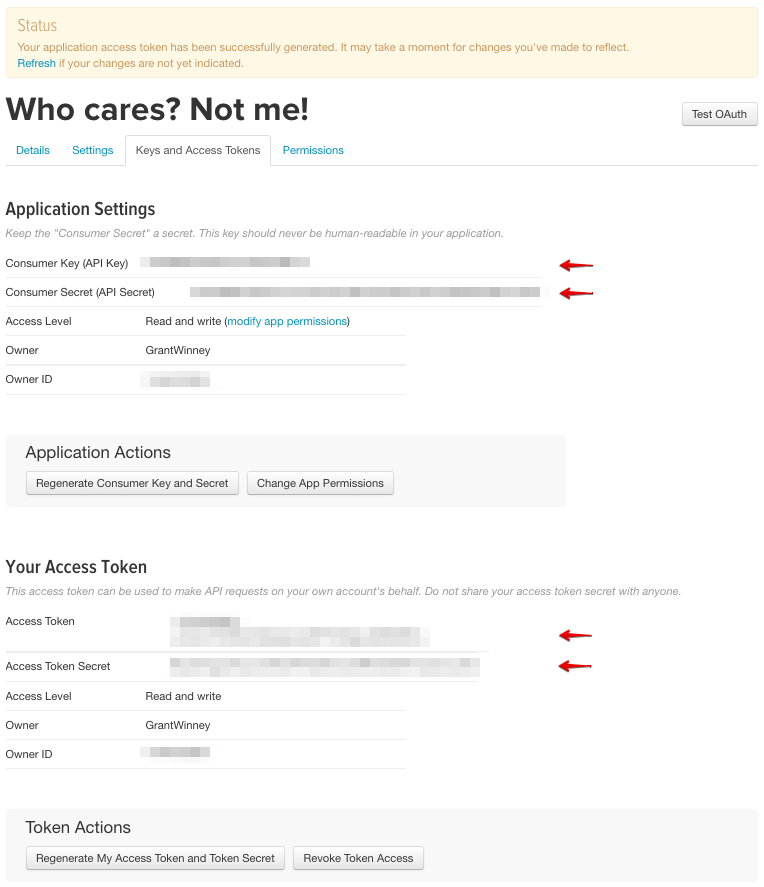 Status
Your application access token has been successfully generated. It may take a moment for changes you've made to reflect.
Refresh if your changes are not yet indicated.
Who cares? Not me!
Test OAuth
Details Settings Keys and Access Tokens Permissions
Application Settings
Keep the "Consumer Secret" a secret. This key should never be human-readable in your application.
Consumer Key (API Key)
Consumer Secret (API Secret)
Access Level Read and write (modify app permissions)
Owner GrantWinney
Owner ID
Application Actions
Regenerate Consumer Key and Secret Change App Permissions
Your Access Token
This access token can be used to make API requests on your own account's behalf. Do not share your access token secret with anyone.
Access Token
Access Token Secret
Access Level Read and write
Owner GrantWinney
Owner ID
Token Actions
Regenerate My Access Token and Token Secret Revoke Token Access